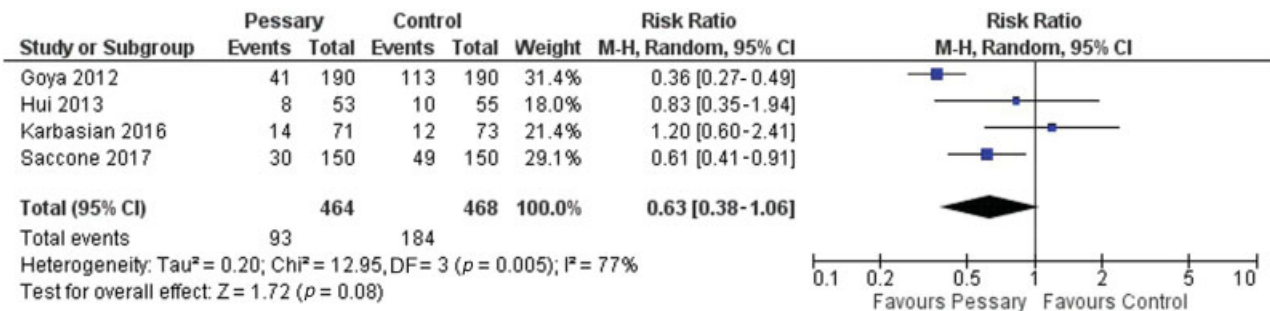 Pessary Control Risk Ratio Risk Ratio
Study or Subgroup Events Total Events Total Weight M-H, Random, 95% CI M-H, Random, 95% CI
Goya 2012 41 190 113 190 31.4% 0.36 [0.27-0.49]
Hui 2013 8 53 10 55 18.0% 0.83 [0.35-1.94]
Karbasian 2016 14 71 12 73 21.4% 1.20 [0.60-2.41]
Saccone 2017 30 150 49 150 29.1% 0.61 [0.41-0.91]
Total (95% CI) 464 468 100.0% 0.63 [0.38-1.06]
Total events 93 184
Heterogeneity: Tau² = 0.20; Chi² = 12.95, DF = 3 (p = 0.005); I² = 77%
Test for overall effect: Z = 1.72 (p = 0.08)
0.1 0.2 0.5 1 2 5 10
Favours Pessary Favours Control